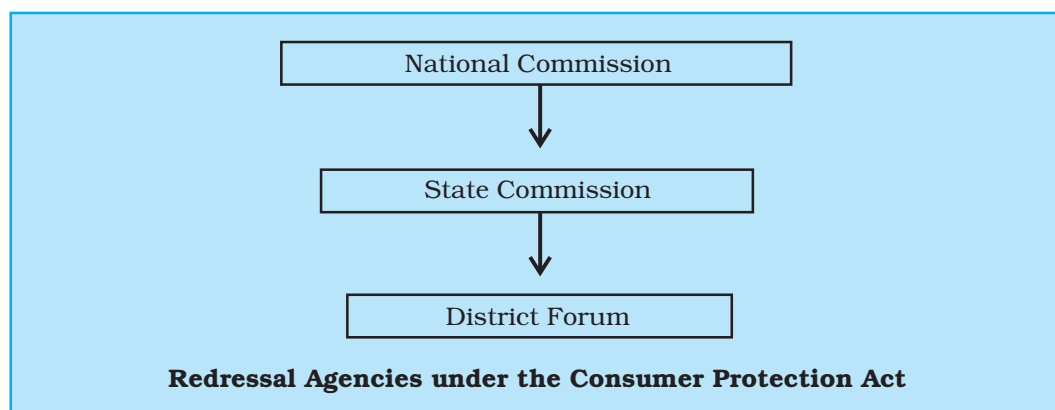 National Commission
State Commission
District Forum
Redressal Agencies under the Consumer Protection Act